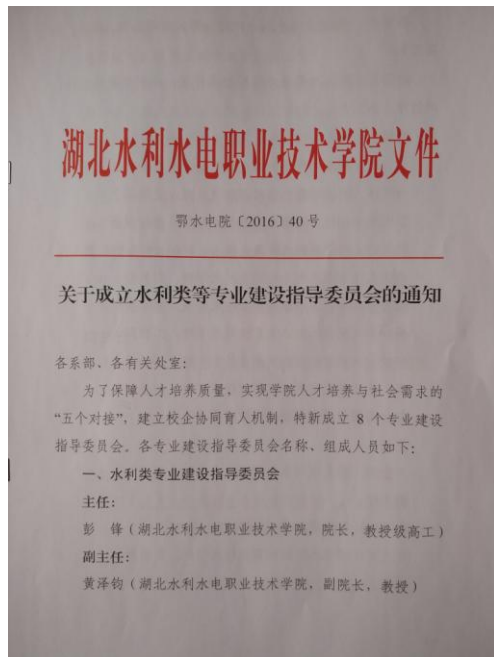 湖北水利水电职业技术学院文件
鄂水电院〔2016〕40 号
关于成立水利类等专业建设指导委员会的通知
各系部、各有关处室：
为了保障人才培养质量，实现学院人才培养与社会需求的
“五个对接”，建立校企协同育人机制，特新成立 8 个专业建设
指导委员会。各专业建设指导委员会名称、组成人员如下：
一、水利类专业建设指导委员会
主任：
彭　锋（湖北水利水电职业技术学院，院长，教授级高工）
副主任：
黄泽钧（湖北水利水电职业技术学院，副院长，教授）